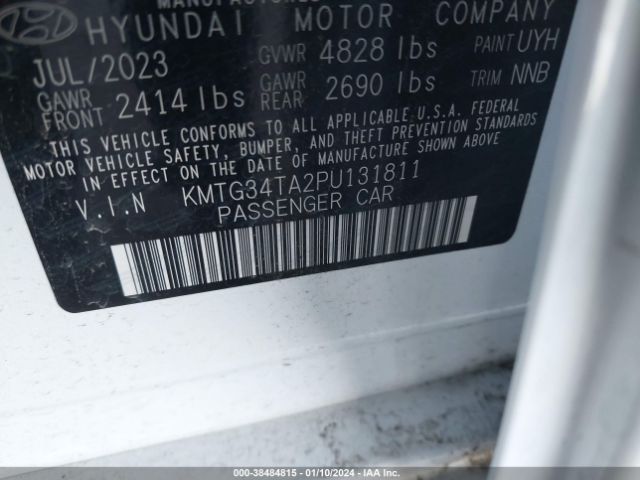 MANUFACTURED
HYUNDAI MOTOR COMPANY
JUL/2023 GVWR 4828 lbs PAINT UYH
GAWR FRONT 2414 lbs GAWR REAR 2690 lbs TRIM NNB
THIS VEHICLE CONFORMS TO ALL APPLICABLE U.S.A. FEDERAL
MOTOR VEHICLE SAFETY, BUMPER, AND THEFT PREVENTION STANDARDS
IN EFFECT ON THE DATE OF MANUFACTURE SHOWN ABOVE
V.I.N KMTG34TA2PU131811
PASSENGER CAR
000-38484815 - 01/10/2024 - IAA Inc.